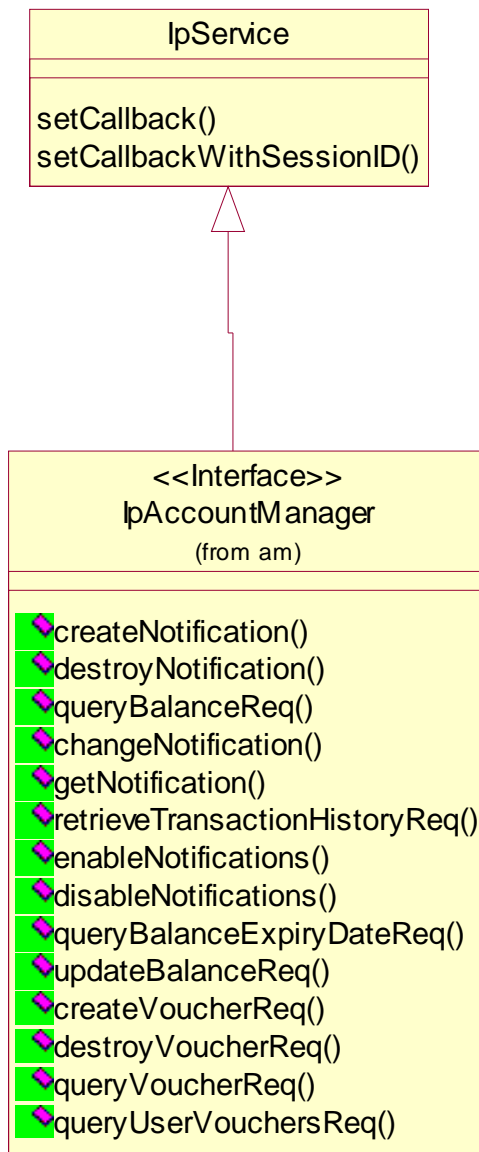 IpService
setCallback()
setCallbackWithSessionID()
<<Interface>>
IpAccountManager
(from am)
createNotification()
destroyNotification()
queryBalanceReq()
changeNotification()
getNotification()
retrieveTransactionHistoryReq()
enableNotifications()
disableNotifications()
queryBalanceExpiryDateReq()
updateBalanceReq()
createVoucherReq()
destroyVoucherReq()
queryVoucherReq()
queryUserVouchersReq()